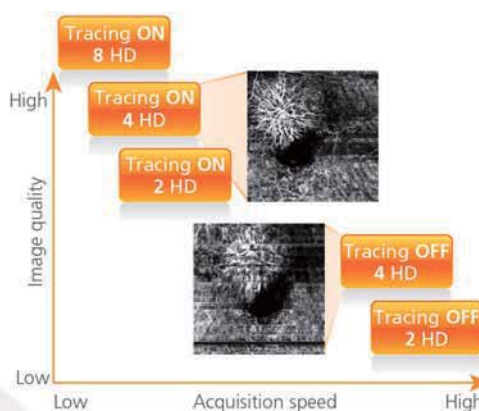 Tracing ON
8 HD
High
Tracing ON
4 HD
Tracing ON
2 HD
Image quality
Tracing OFF
4 HD
Tracing OFF
2 HD
Low
Low
Acquisition speed
High